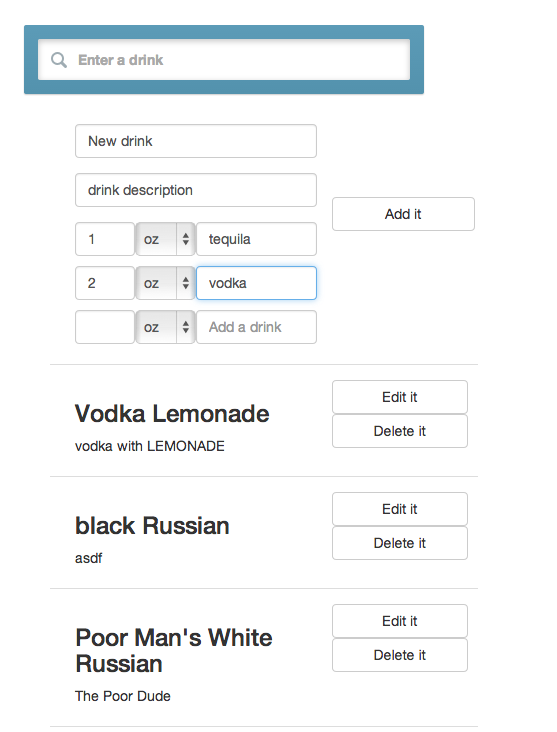 Enter a drink
New drink
drink description
Add it
1 oz tequila
2 oz vodka
oz Add a drink
Vodka Lemonade
vodka with LEMONADE
Edit it
Delete it
black Russian
asdf
Edit it
Delete it
Poor Man's White
Russian
The Poor Dude
Edit it
Delete it